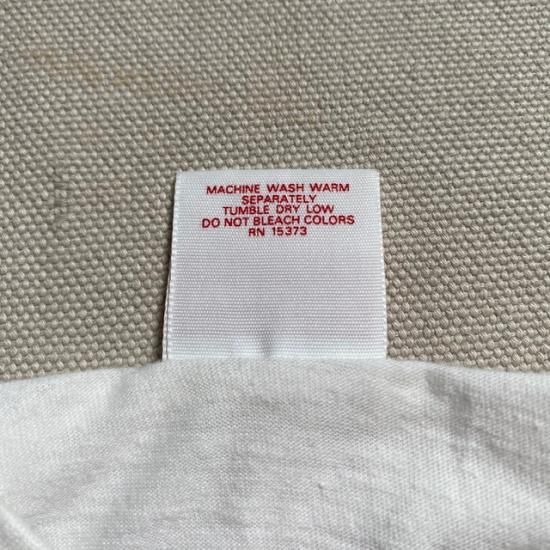 MACHINE WASH WARM
SEPARATELY
TUMBLE DRY LOW
DO NOT BLEACH COLORS
RN 15373